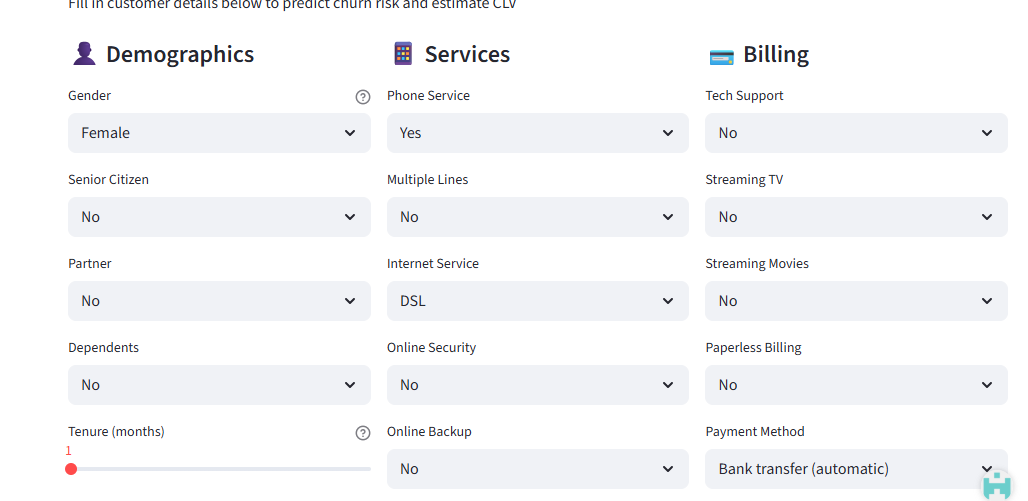 Fill in customer details below to predict churn risk and estimate CLV
Demographics
Gender
Female
Senior Citizen
No
Partner
No
Dependents
No
Tenure (months)
1
Services
Phone Service
Yes
Multiple Lines
No
Internet Service
DSL
Online Security
No
Online Backup
No
Billing
Tech Support
No
Streaming TV
No
Streaming Movies
No
Paperless Billing
No
Payment Method
Bank transfer (automatic)